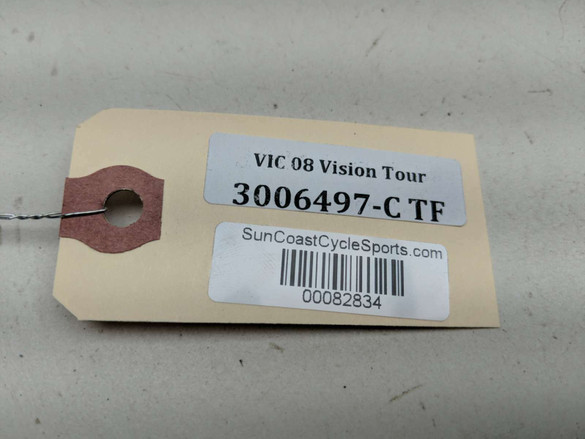 VIC 08 Vision Tour
3006497-C TF
SunCoastCycleSports.com
00082834